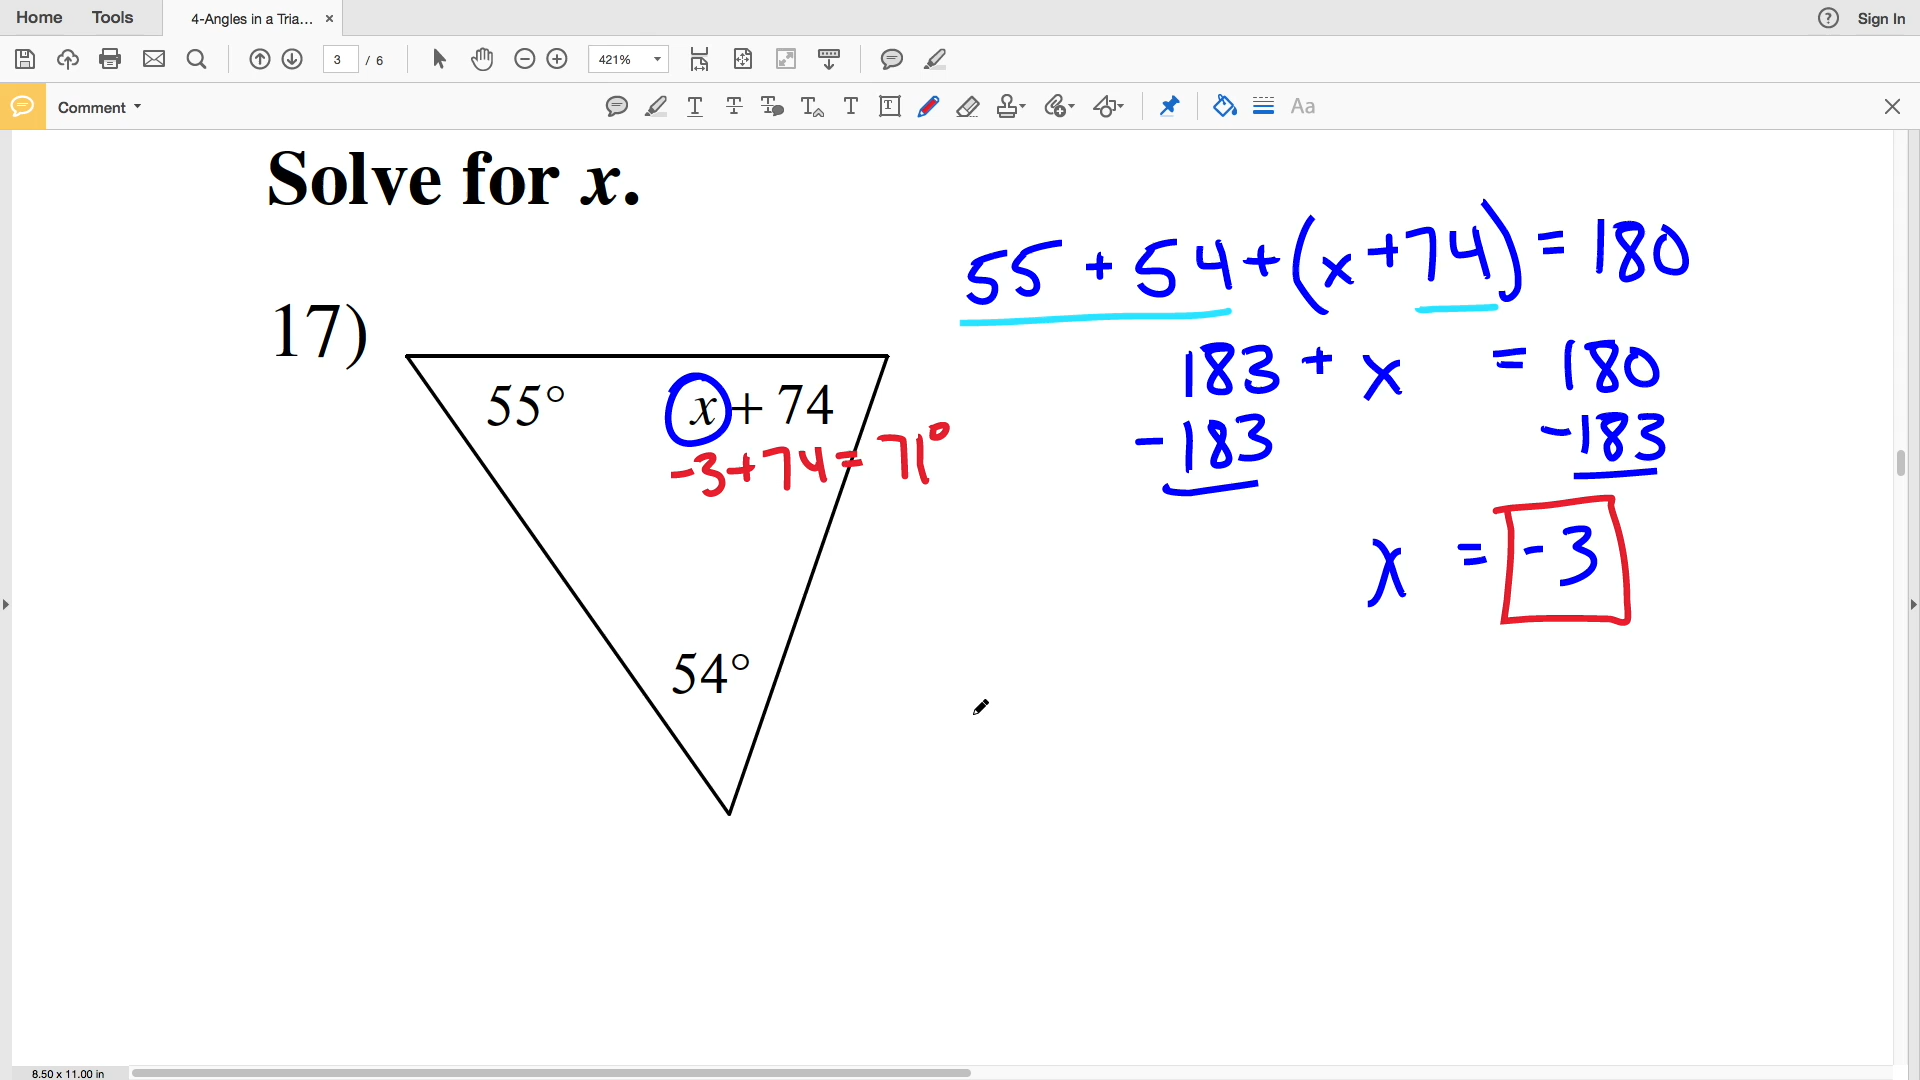 Home Tools 4-Angles in a Tria... × ? Sign In
3 / 6 421%
Comment T T T T T T Aa
Solve for x.
55 + 54 + (x + 74) = 180
17)
183 + x = 180
55° x + 74
-183 -183
-3 + 74 = 71°
x = -3
54°
8.50 x 11.00 in